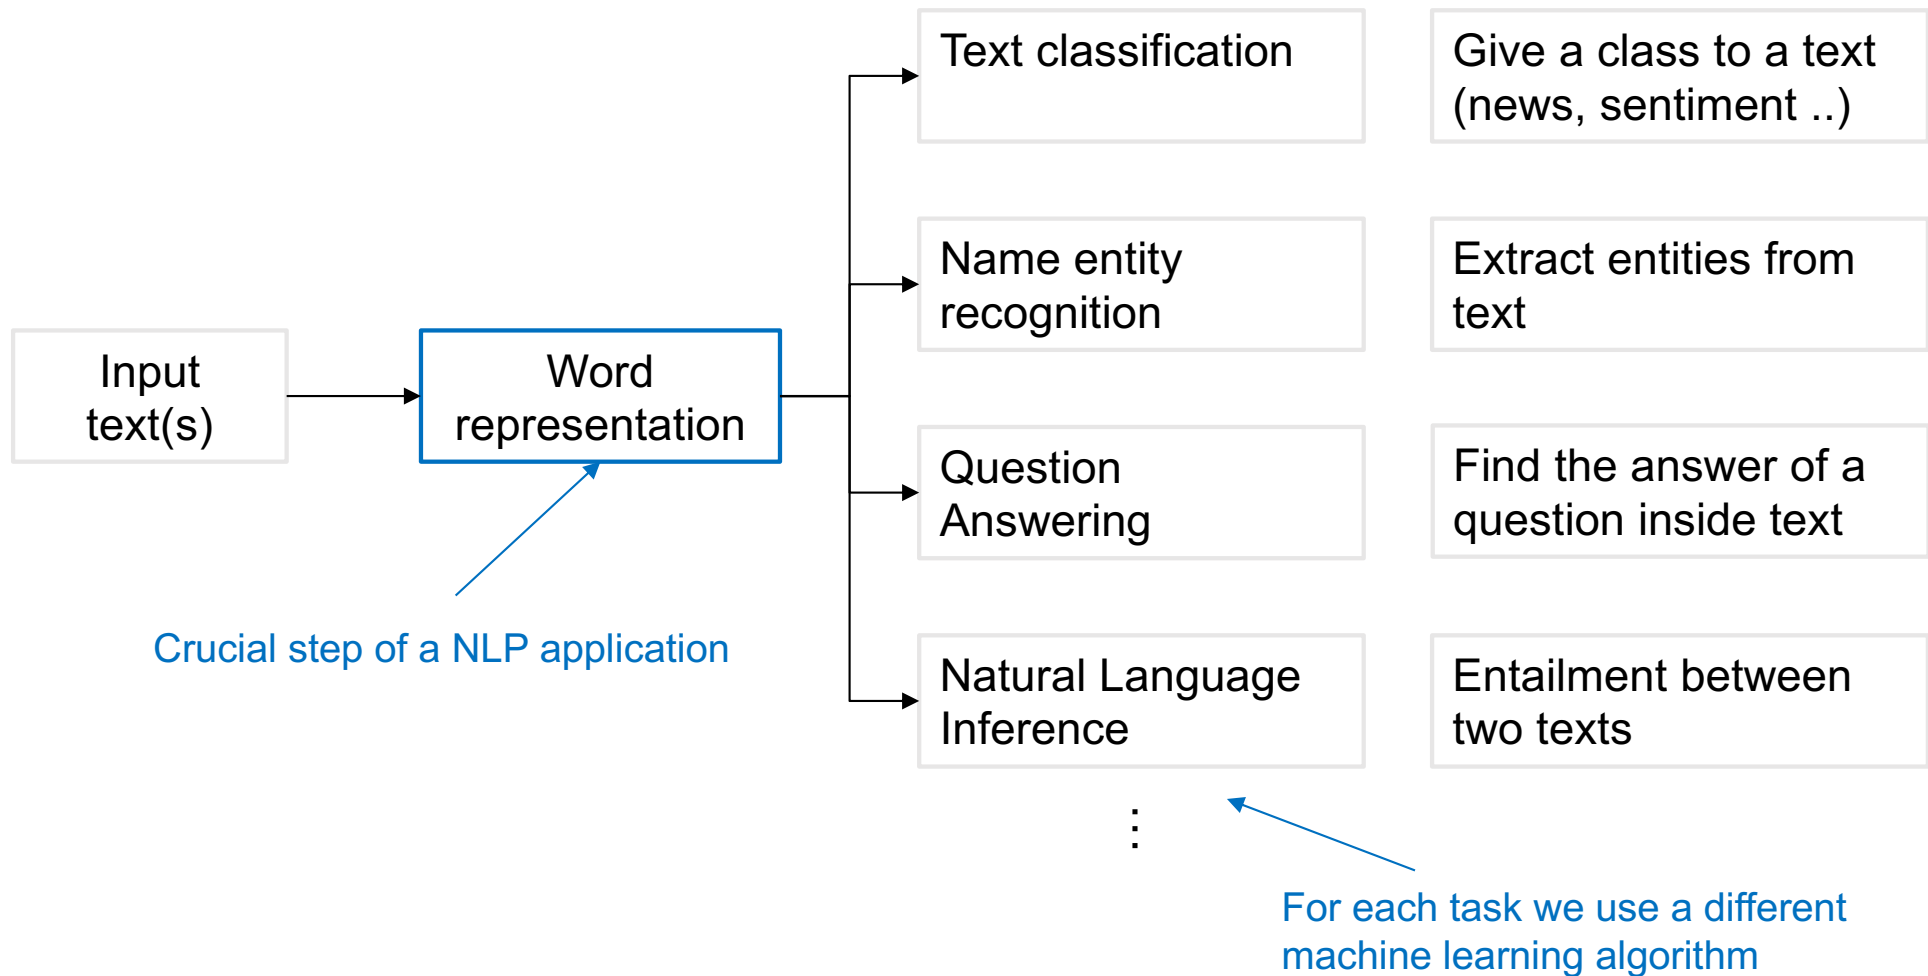 Input
text(s)
Word
representation
Crucial step of a NLP application
Text classification
Give a class to a text
(news, sentiment ..)
Name entity
recognition
Extract entities from
text
Question
Answering
Find the answer of a
question inside text
Natural Language
Inference
Entailment between
two texts
⋮
For each task we use a different
machine learning algorithm